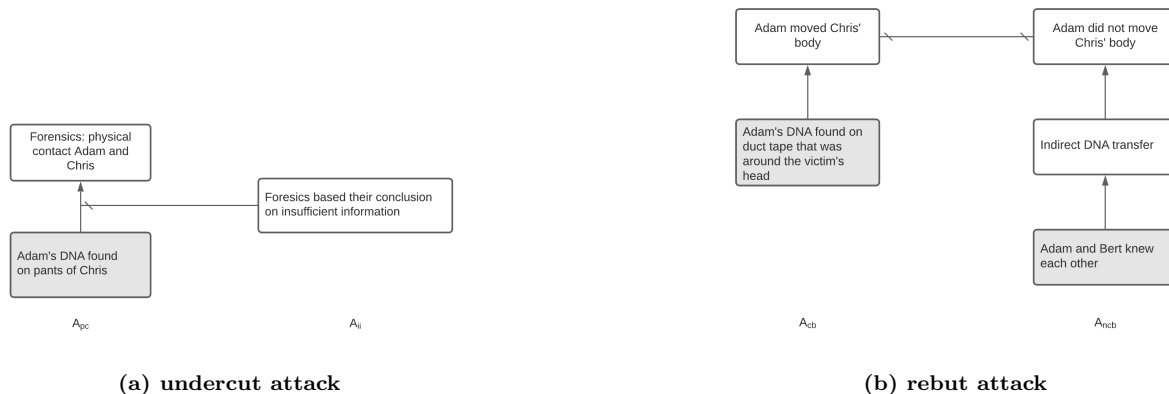 Forensics: physical
contact Adam and
Chris
Foresics based their conclusion
on insufficient information
Adam's DNA found
on pants of Chris
A_pc
A_ii
(a) undercut attack
Adam moved Chris'
body
Adam did not move
Chris' body
Adam's DNA found on
duct tape that was
around the victim's
head
Indirect DNA transfer
Adam and Bert knew
each other
A_cb
A_ncb
(b) rebut attack